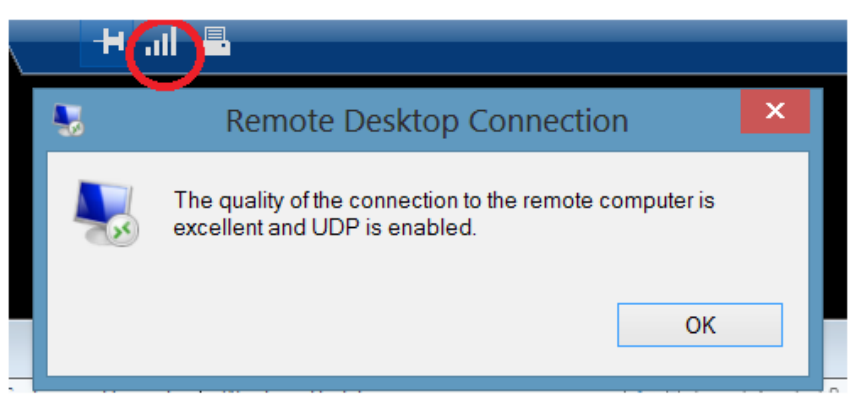 Remote Desktop Connection
The quality of the connection to the remote computer is
excellent and UDP is enabled.
OK